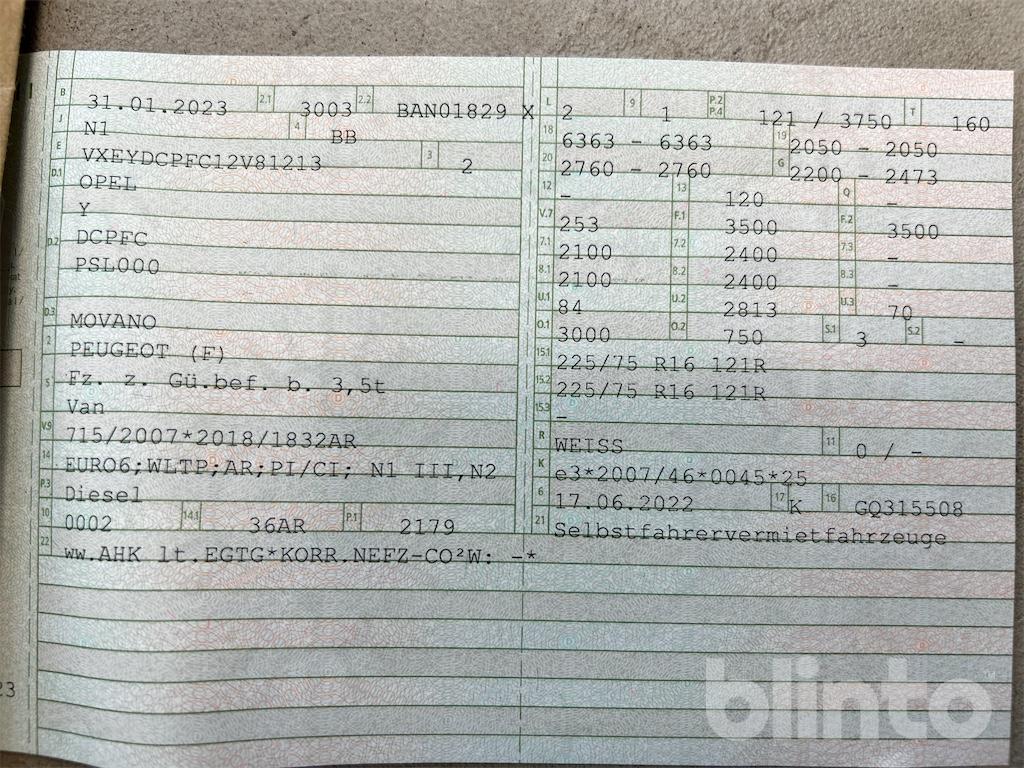 B 31.01.2023 2.1 3003 2.2 BAN01829 X
J N1 4 BB
E VXEYDCPFC12V81213 3 2
D.1 OPEL
Y
D.2 DCPFC
PSL000
D.3 MOVANO
2 PEUGEOT (F)
Fz. z. Gü.bef. b. 3,5t
5 Van
V.9 715/2007*2018/1832AR
14 EURO6;WLTP;AR;PI/CI; N1 III,N2
P.3 Diesel
10 0002 14.1 36AR P.1 2179
22 ww.AHK lt.EGTG*KORR.NEFZ-CO²W: -*
L 2 9 1 P.2 P.4 121 / 3750 T 160
18 6363 - 6363 19 2050 - 2050
20 2760 - 2760 G 2200 - 2473
12 - 13 120 Q -
V.7 253 F.1 3500 F.2 3500
7.1 2100 7.2 2400 7.3 -
8.1 2100 8.2 2400 8.3 -
U.1 84 U.2 2813 U.3 70
O.1 3000 O.2 750 S.1 3 S.2 -
15.1 225/75 R16 121R
15.2 225/75 R16 121R
15.3 -
R WEISS 11 0 / -
K e3*2007/46*0045*25
6 17.06.2022 17 K 16 GQ315508
21 Selbstfahrervermietfahrzeuge
23
blinto